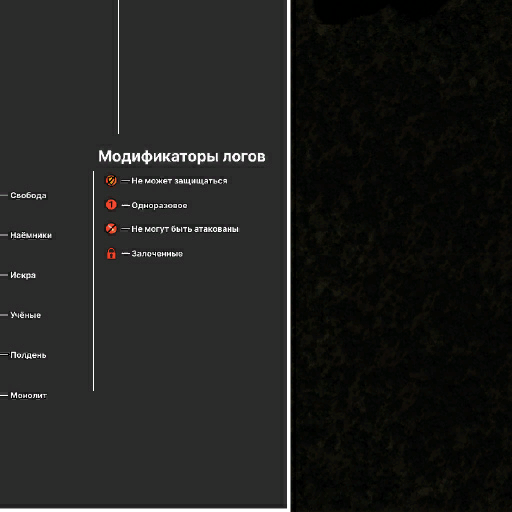 Модификаторы логов
— Не может защищаться
— Одноразовое
— Не могут быть атакованы
— Залоченные
— Свобода
— Наёмники
— Искра
— Учёные
— Полдень
— Монолит